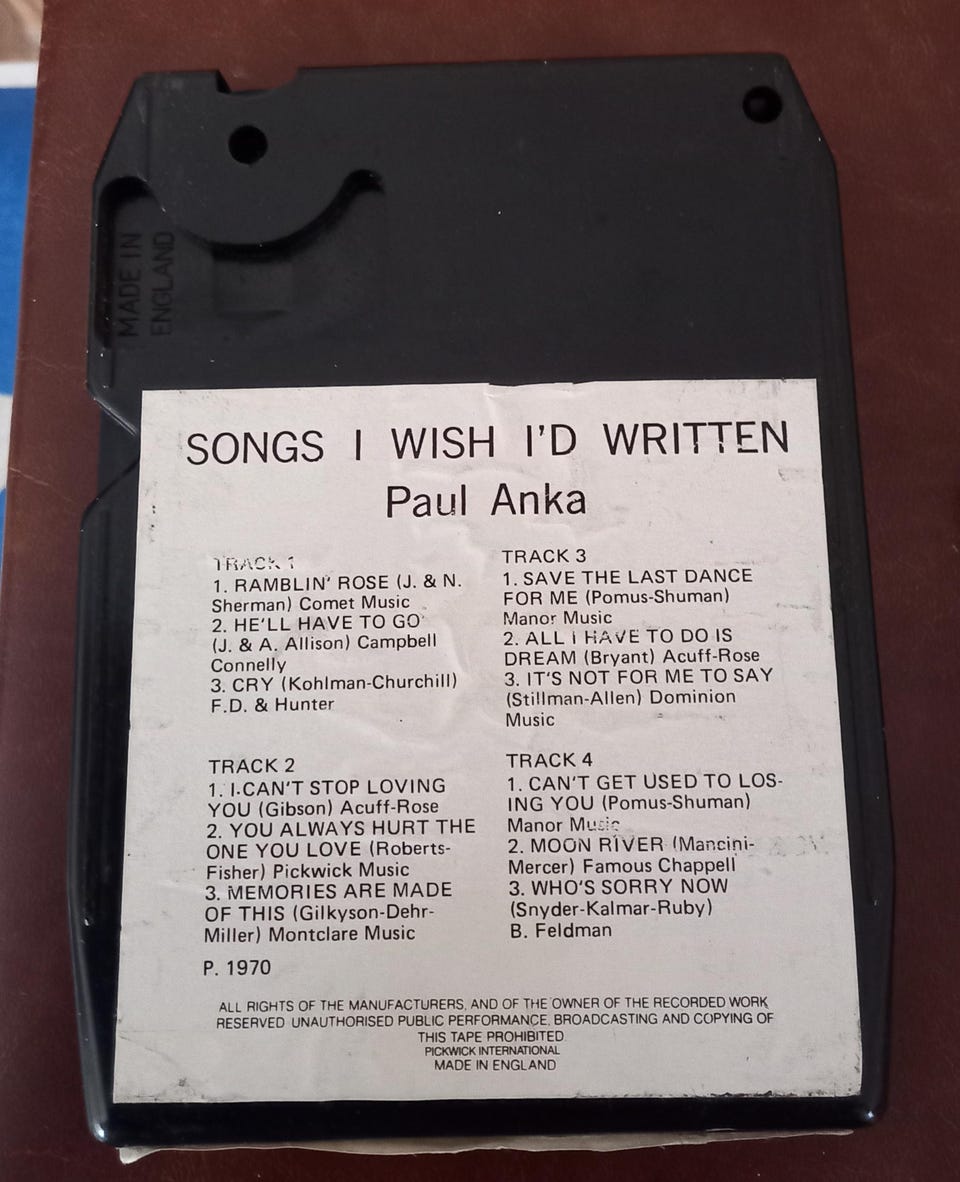 MADE IN
ENGLAND
SONGS I WISH I'D WRITTEN
Paul Anka
TRACK 1
1. RAMBLIN' ROSE (J. & N.
Sherman) Comet Music
2. HE'LL HAVE TO GO
(J. & A. Allison) Campbell
Connelly
3. CRY (Kohlman-Churchill)
F.D. & Hunter
TRACK 2
1. I CAN'T STOP LOVING
YOU (Gibson) Acuff-Rose
2. YOU ALWAYS HURT THE
ONE YOU LOVE (Roberts-
Fisher) Pickwick Music
3. MEMORIES ARE MADE
OF THIS (Gilkyson-Dehr-
Miller) Montclare Music
P. 1970
TRACK 3
1. SAVE THE LAST DANCE
FOR ME (Pomus-Shuman)
Manor Music
2. ALL I HAVE TO DO IS
DREAM (Bryant) Acuff-Rose
3. IT'S NOT FOR ME TO SAY
(Stillman-Allen) Dominion
Music
TRACK 4
1. CAN'T GET USED TO LOS-
ING YOU (Pomus-Shuman)
Manor Music
2. MOON RIVER (Mancini-
Mercer) Famous Chappell
3. WHO'S SORRY NOW
(Snyder-Kalmar-Ruby)
B. Feldman
ALL RIGHTS OF THE MANUFACTURERS, AND OF THE OWNER OF THE RECORDED WORK
RESERVED UNAUTHORISED PUBLIC PERFORMANCE, BROADCASTING AND COPYING OF
THIS TAPE PROHIBITED
PICKWICK INTERNATIONAL
MADE IN ENGLAND